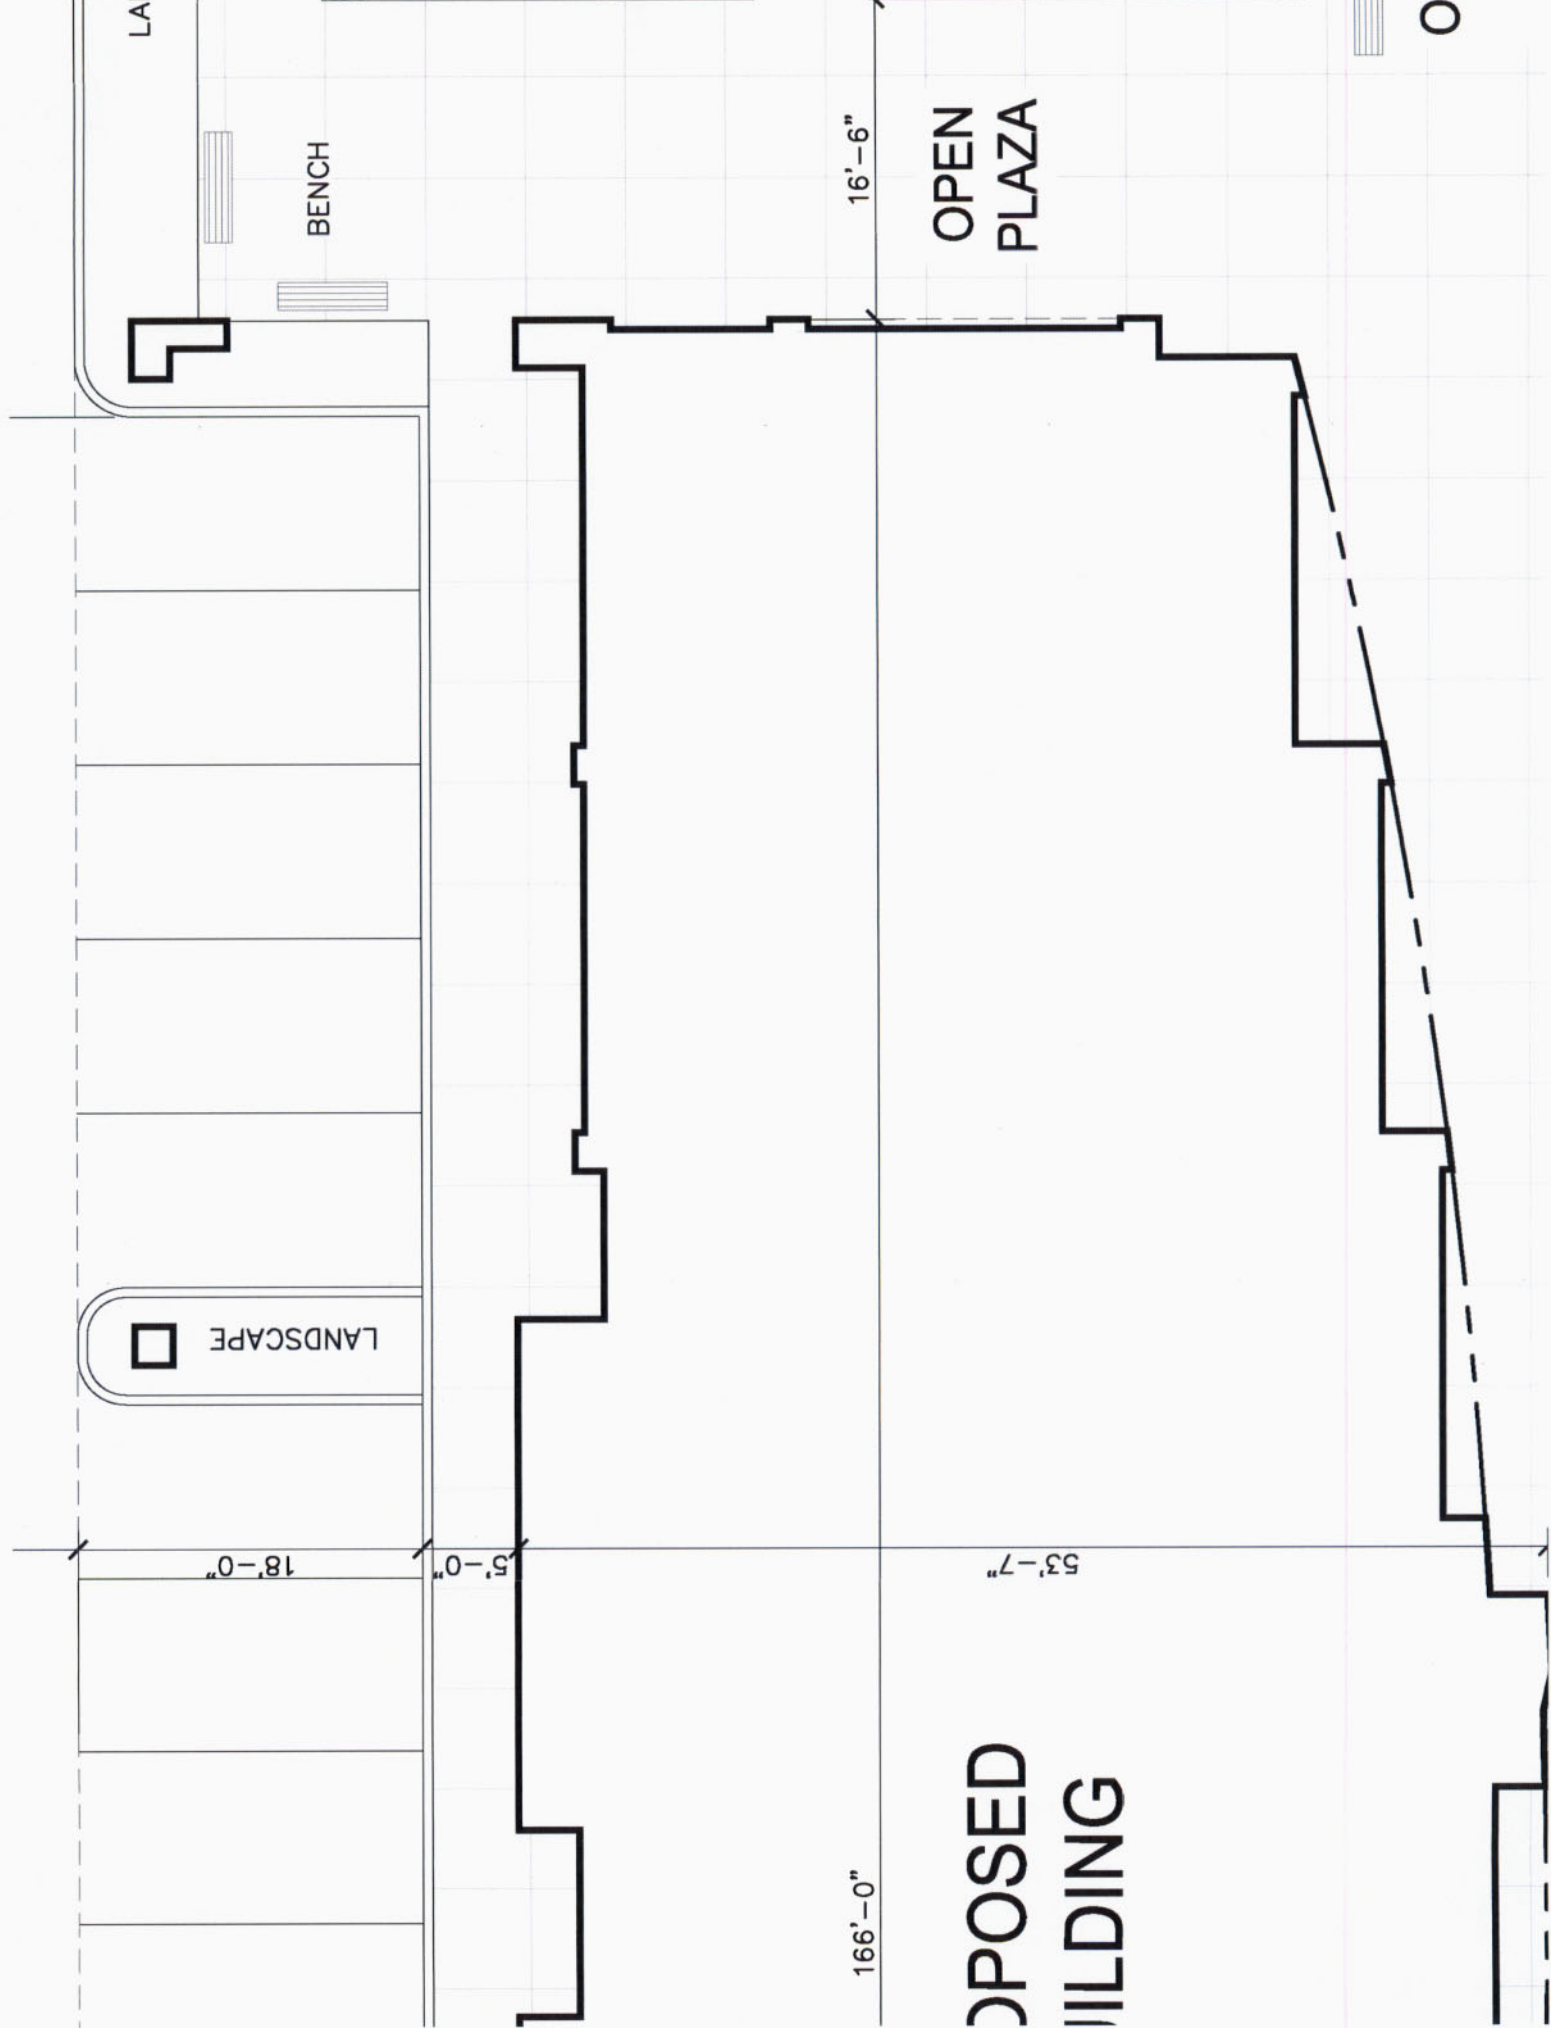 LA
BENCH
16'-6"
OPEN
PLAZA
O
LANDSCAPE
18'-0"
5'-0"
53'-7"
166'-0"
OPOSED
UILDING